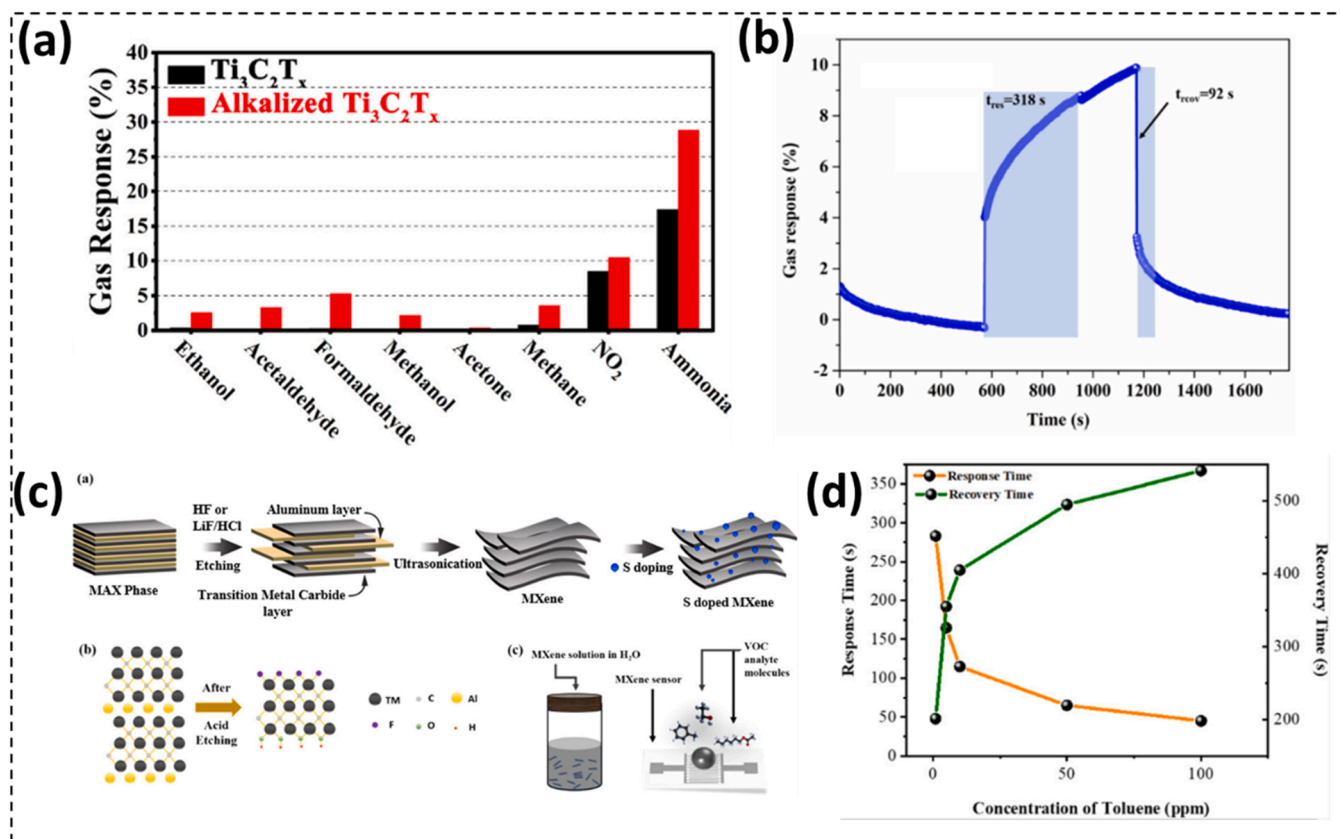 (a)
Ti₃C₂Tₓ
Alkalized Ti₃C₂Tₓ
Gas Response (%)
40
35
30
25
20
15
10
5
0
Ethanol
Acetaldehyde
Formaldehyde
Methanol
Acetone
Methane
NO₂
Ammonia
(b)
Gas response (%)
10
8
6
4
2
0
-2
t_res=318 s
t_rcov=92 s
0 200 400 600 800 1000 1200 1400 1600
Time (s)
(c)
(a)
MAX Phase
HF or
LiF/HCl
Etching
Aluminum layer
Transition Metal Carbide
layer
Ultrasonication
MXene
S doping
S doped MXene
(b)
After
Acid
Etching
TM C Al
F O H
(c)
MXene solution in H₂O
MXene sensor
VOC
analyte
molecules
(d)
Response Time
Recovery Time
Response Time (s)
350
300
250
200
150
100
50
0
Recovery Time (s)
500
400
300
200
0 50 100
Concentration of Toluene (ppm)